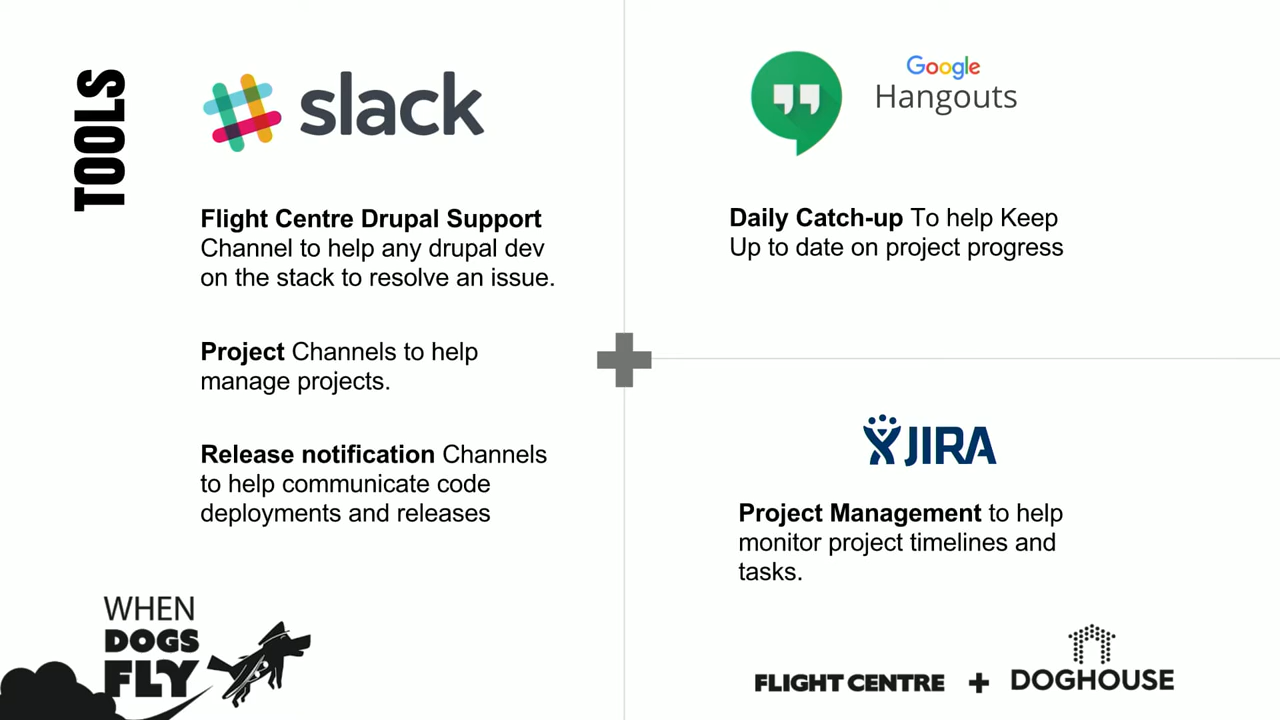 TOOLS
slack
Flight Centre Drupal Support
Channel to help any drupal dev
on the stack to resolve an issue.
Project Channels to help
manage projects.
Release notification Channels
to help communicate code
deployments and releases
WHEN
DOGS
FLY
Google
Hangouts
Daily Catch-up To help Keep
Up to date on project progress
JIRA
Project Management to help
monitor project timelines and
tasks.
FLIGHT CENTRE + DOGHOUSE